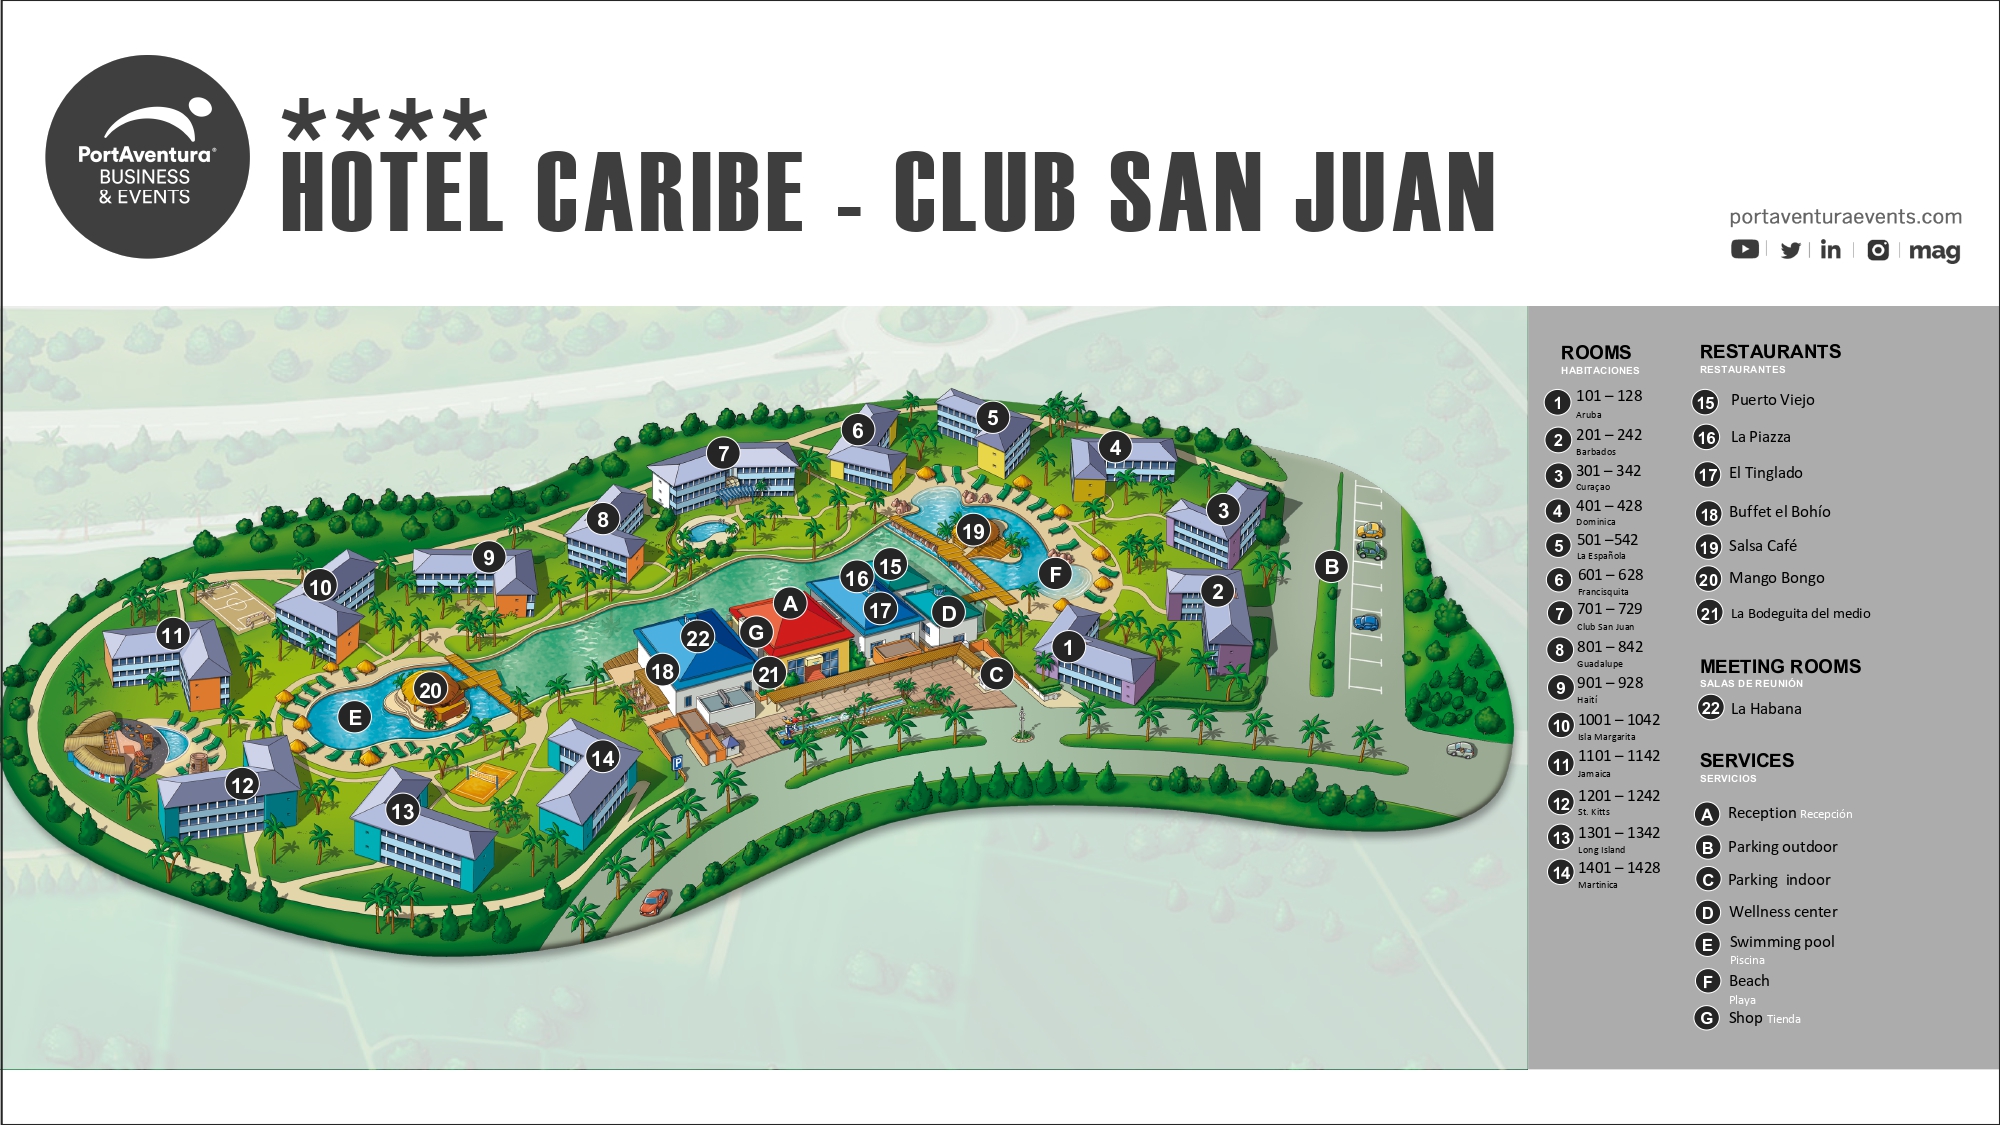 PortAventura®
BUSINESS
& EVENTS
****
HOTEL CARIBE - CLUB SAN JUAN
portaventuraevents.com
in
mag
ROOMS
HABITACIONES
1 101 – 128
Aruba
2 201 – 242
Barbados
3 301 – 342
Curaçao
4 401 – 428
Dominica
5 501 –542
La Española
6 601 – 628
Francisquita
7 701 – 729
Club San Juan
8 801 – 842
Guadalupe
9 901 – 928
Haití
10 1001 – 1042
Isla Margarita
11 1101 – 1142
Jamaica
12 1201 – 1242
St. Kitts
13 1301 – 1342
Long Island
14 1401 – 1428
Martinica
RESTAURANTS
RESTAURANTES
15 Puerto Viejo
16 La Piazza
17 El Tinglado
18 Buffet el Bohío
19 Salsa Café
20 Mango Bongo
21 La Bodeguita del medio
MEETING ROOMS
SALAS DE REUNIÓN
22 La Habana
SERVICES
SERVICIOS
A Reception Recepción
B Parking outdoor
C Parking indoor
D Wellness center
E Swimming pool
Piscina
F Beach
Playa
G Shop Tienda
5
6
4
7
3
8
19
9
15
B
16
F
10
2
A
17
D
11
G
22
1
18
21
C
20
E
14
P
12
13